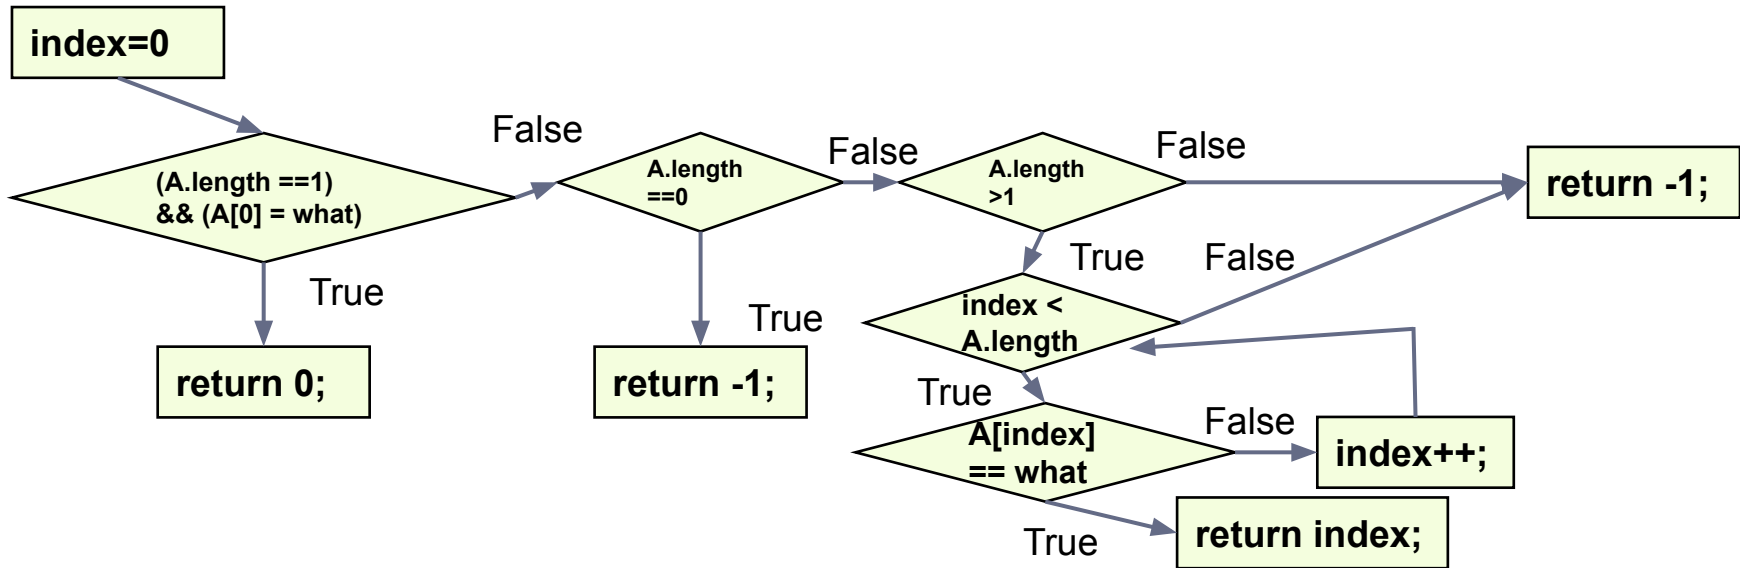 index=0
False
(A.length ==1)
&& (A[0] = what)
True
return 0;
A.length
==0
False
True
return -1;
A.length
>1
False
return -1;
True
False
index <
A.length
True
A[index]
== what
False
index++;
True
return index;